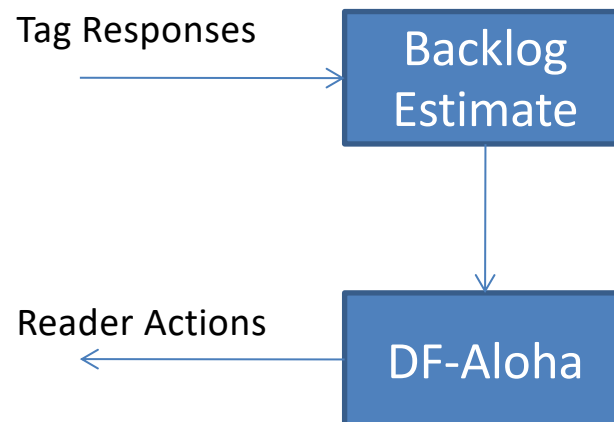 Tag Responses
Backlog
Estimate
Reader Actions
DF-Aloha